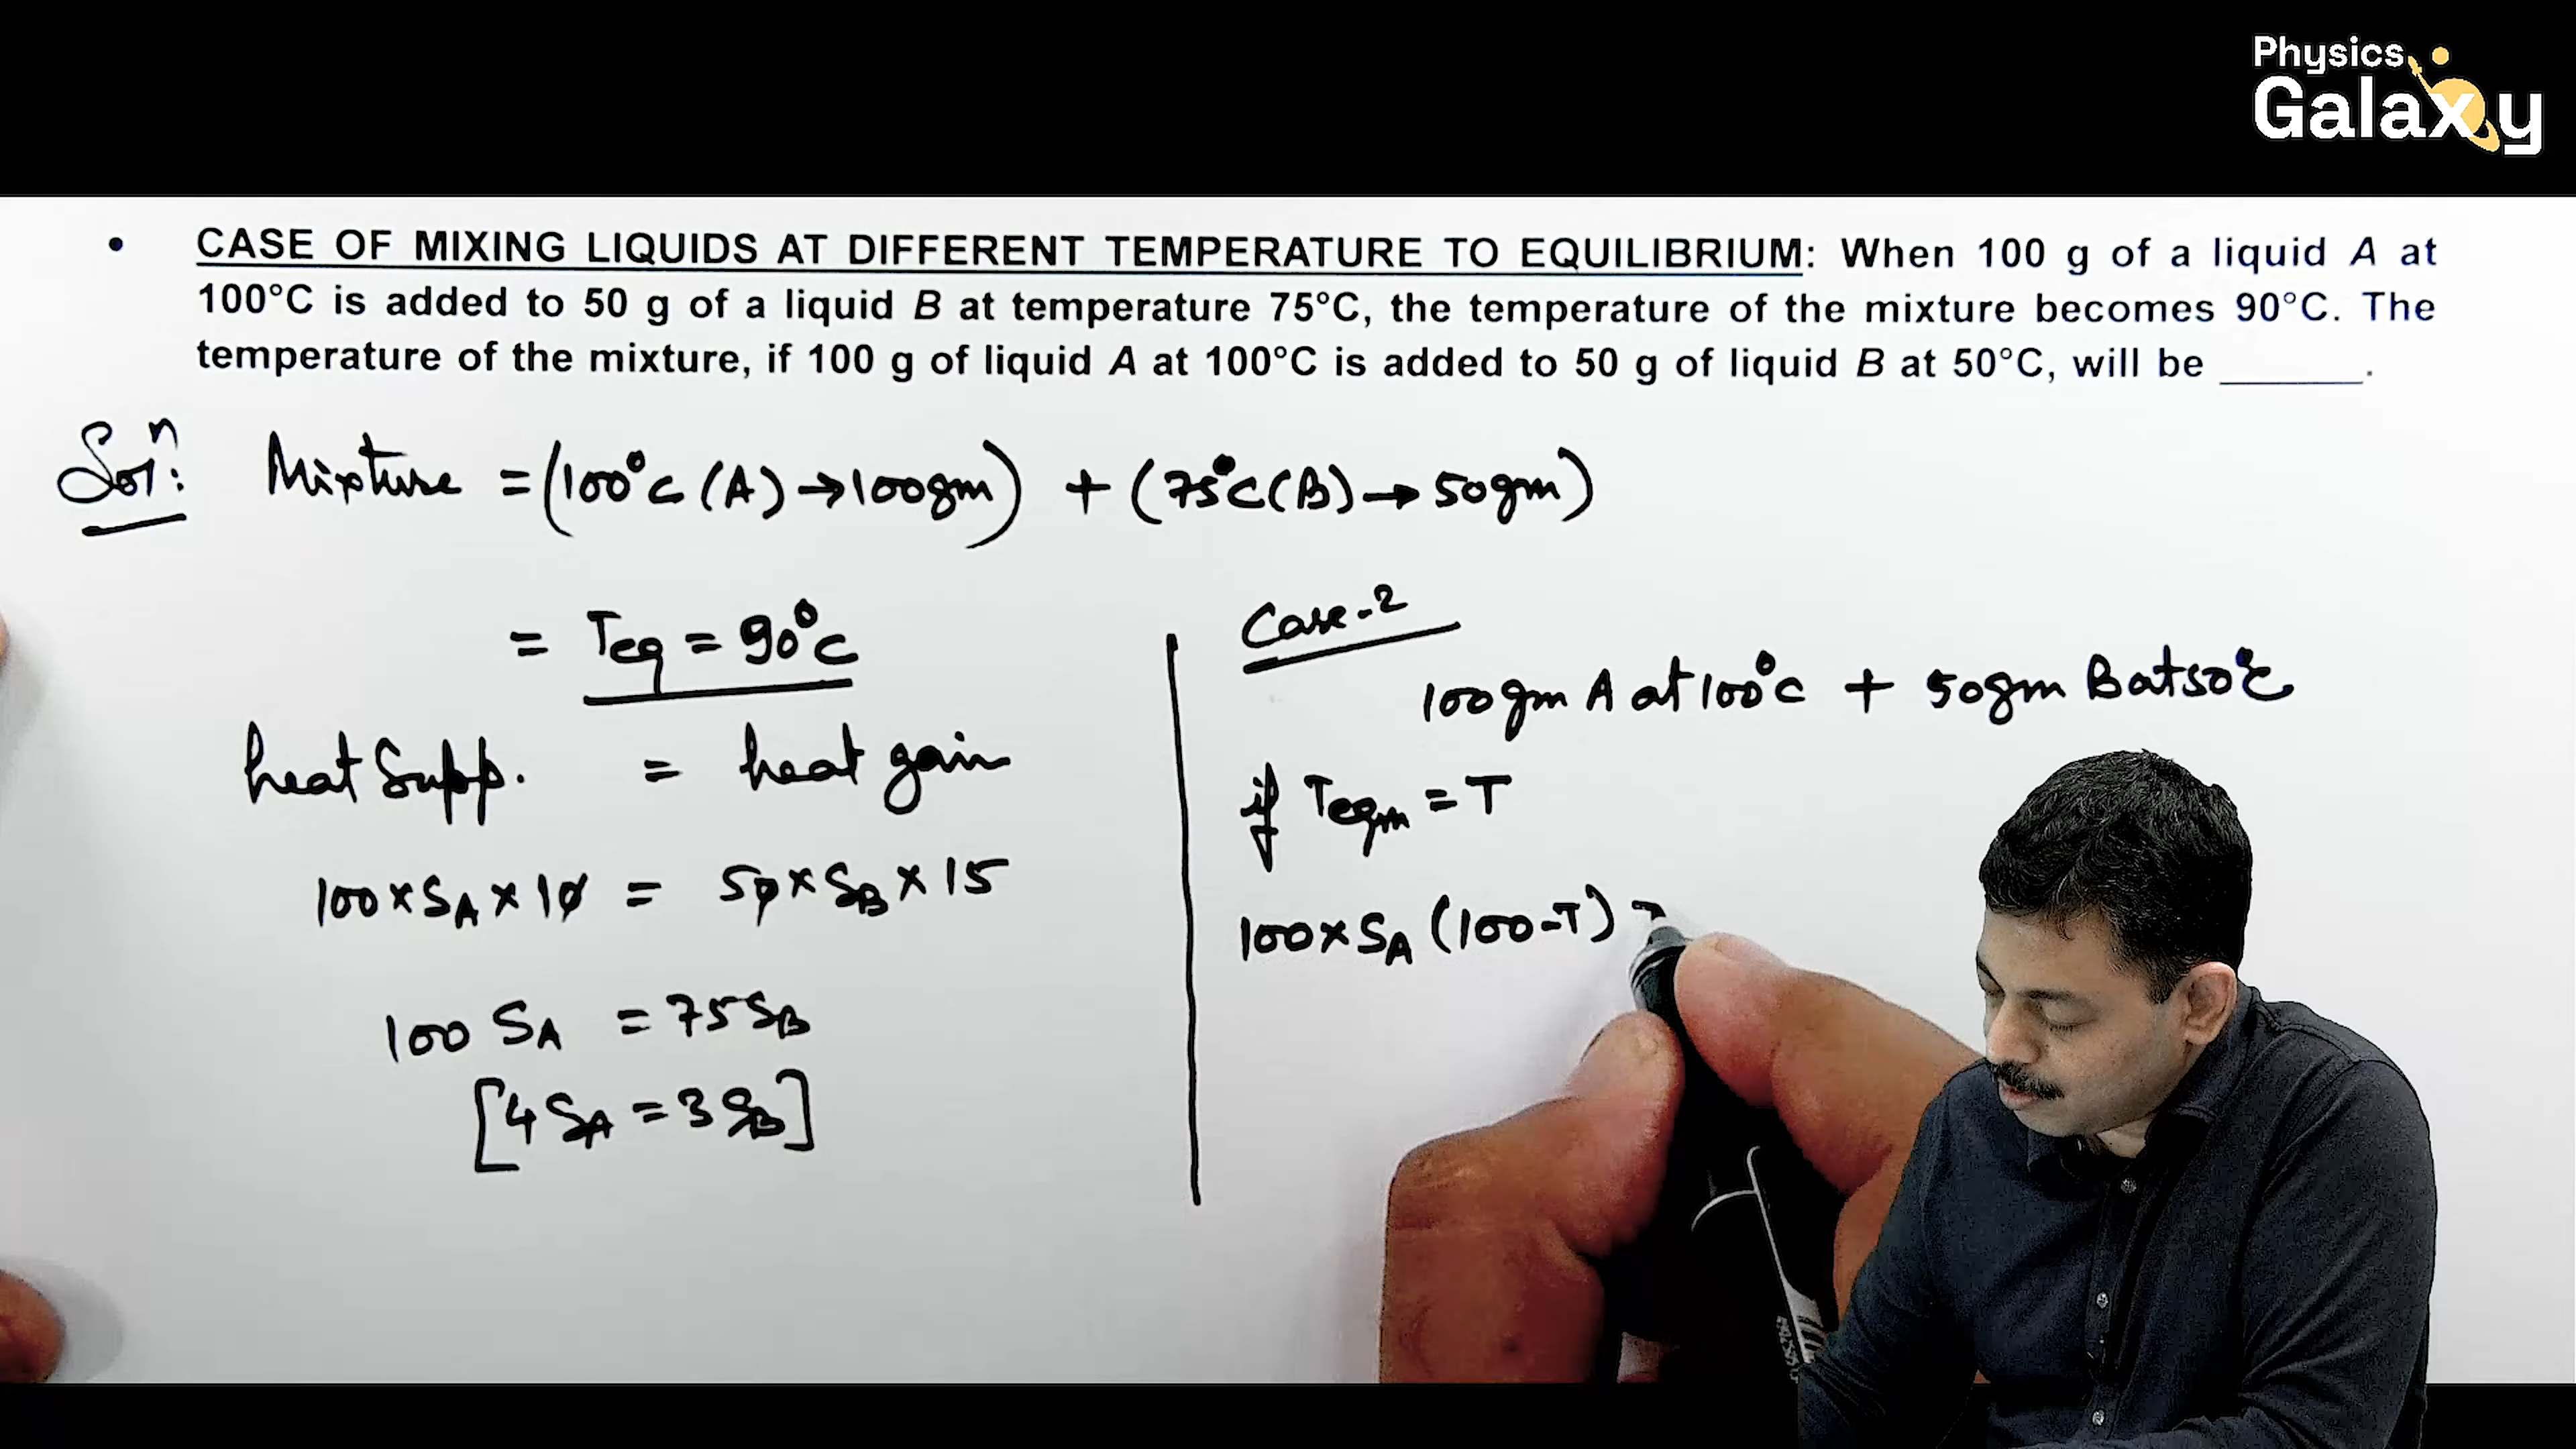 Physics
Galaxy
• CASE OF MIXING LIQUIDS AT DIFFERENT TEMPERATURE TO EQUILIBRIUM: When 100 g of a liquid A at
100°C is added to 50 g of a liquid B at temperature 75°C, the temperature of the mixture becomes 90°C. The
temperature of the mixture, if 100 g of liquid A at 100°C is added to 50 g of liquid B at 50°C, will be ______.
Solⁿ: Mixture = (100°C (A) → 100gm) + (75°C (B) → 50gm)
= Teq = 90°C
heat Supp. = heat gain
100 × SA × 10 = 50 × SB × 15
100 SA = 75 SB
[4 SA = 3 SB]
Case-2
100gm A at 100°C + 50gm B at 50°C
if Teqm = T
100 × SA (100-T) =